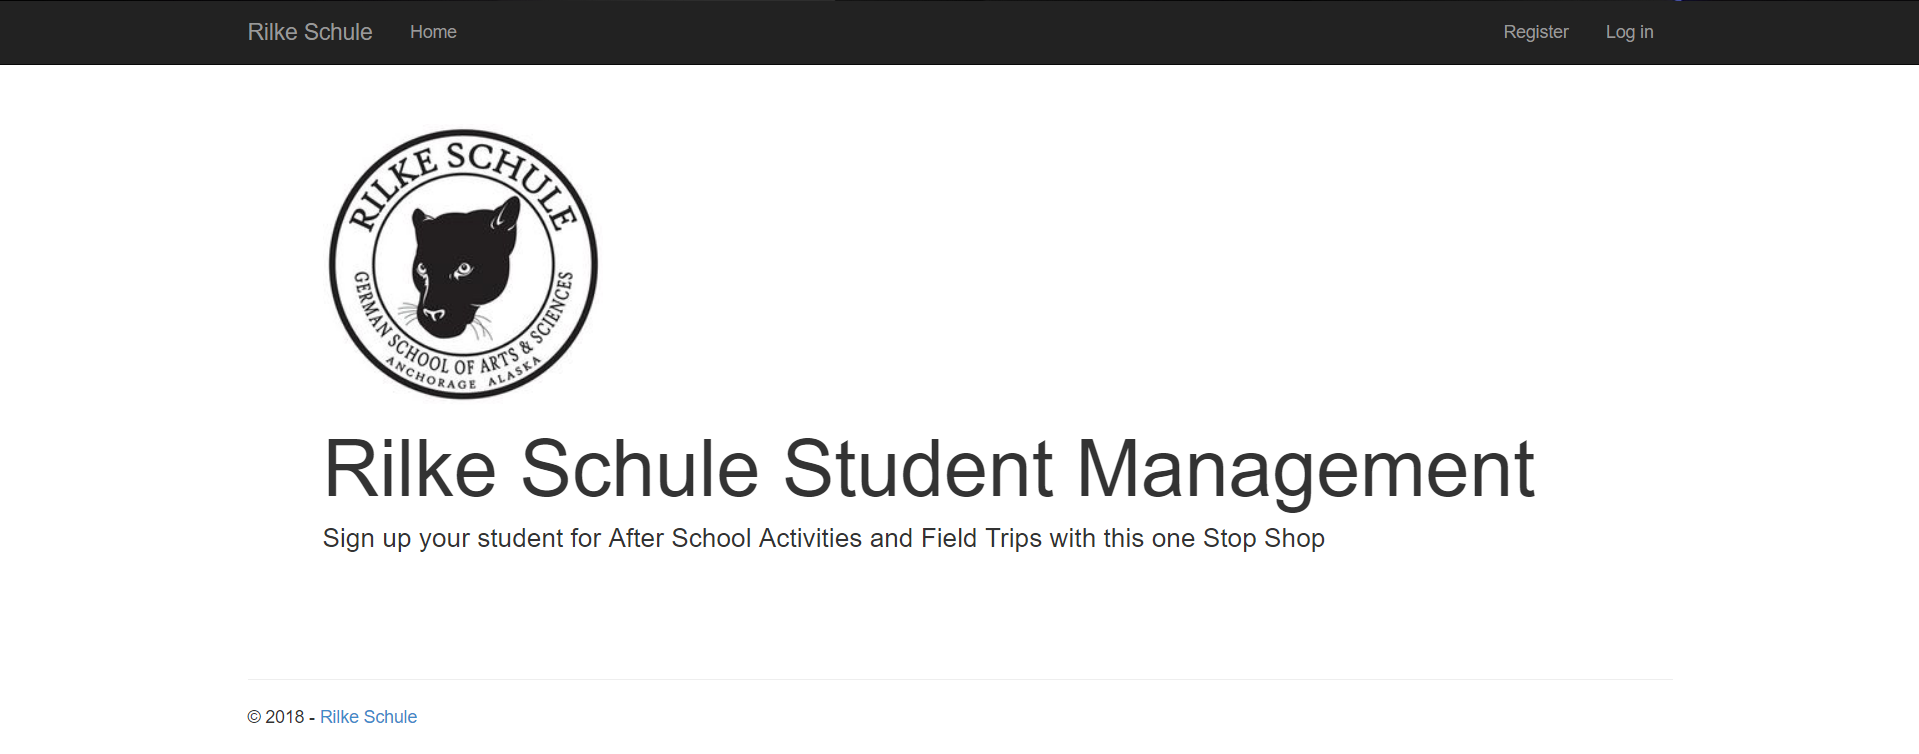 Rilke Schule Home Register Log in
RILKE SCHULE
GERMAN SCHOOL OF ARTS & SCIENCES
ANCHORAGE ALASKA
Rilke Schule Student Management
Sign up your student for After School Activities and Field Trips with this one Stop Shop
© 2018 - Rilke Schule